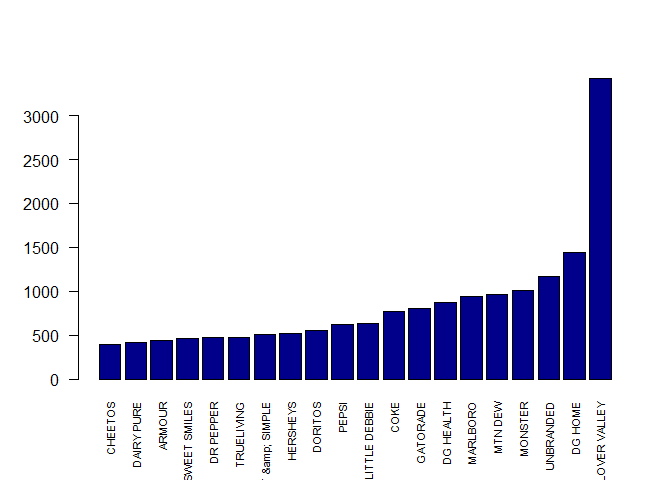 3000
2500
2000
1500
1000
500
0
CHEETOS
DAIRY PURE
ARMOUR
SWEET SMILES
DR PEPPER
TRUELIVING
&amp; SIMPLE
HERSHEYS
DORITOS
PEPSI
LITTLE DEBBIE
COKE
GATORADE
DG HEALTH
MARLBORO
MTN DEW
MONSTER
UNBRANDED
DG HOME
LOVER VALLEY